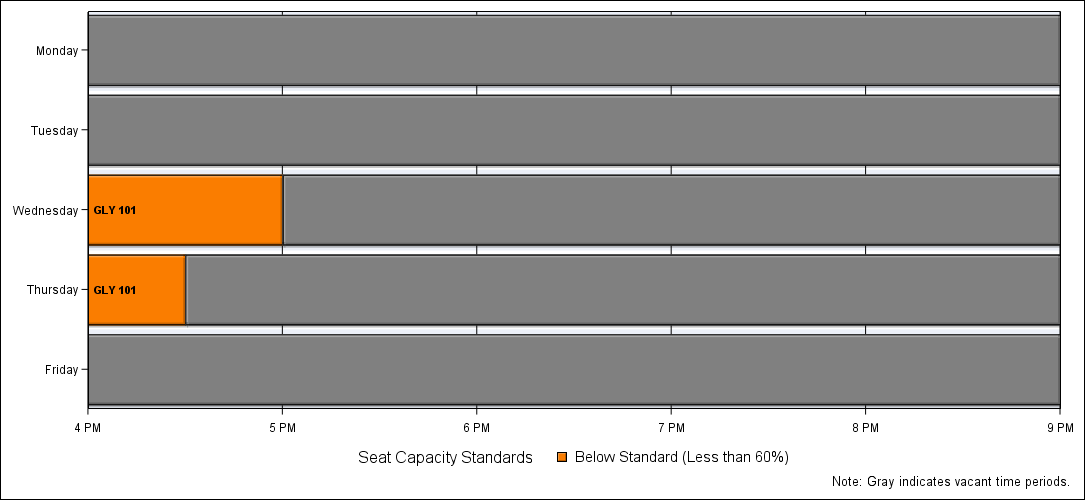 Monday
Tuesday
Wednesday
GLY 101
Thursday
GLY 101
Friday
4 PM 5 PM 6 PM 7 PM 8 PM 9 PM
Seat Capacity Standards Below Standard (Less than 60%)
Note: Gray indicates vacant time periods.